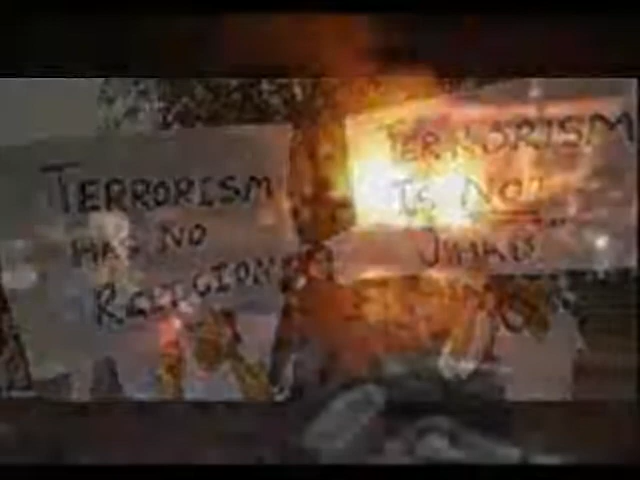 TERRORISM
HAS NO
RELIGION
TERRORISM
IS NOT
JIHAD